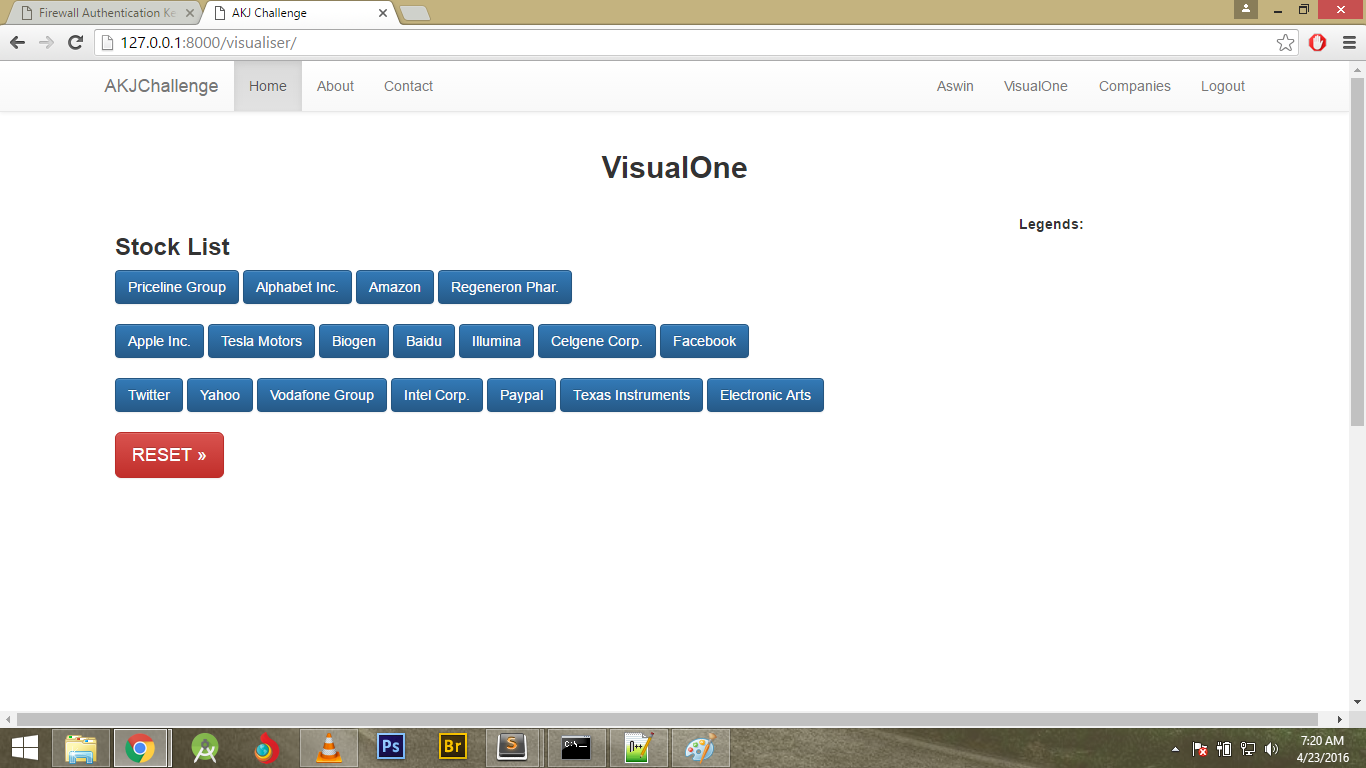 Firewall Authentication Ke
AKJ Challenge
127.0.0.1:8000/visualiser/
AKJChallenge Home About Contact Aswin VisualOne Companies Logout
VisualOne
Legends:
Stock List
Priceline Group Alphabet Inc. Amazon Regeneron Phar.
Apple Inc. Tesla Motors Biogen Baidu Illumina Celgene Corp. Facebook
Twitter Yahoo Vodafone Group Intel Corp. Paypal Texas Instruments Electronic Arts
RESET »
Ps Br S C:\ N++
7:20 AM
4/23/2016